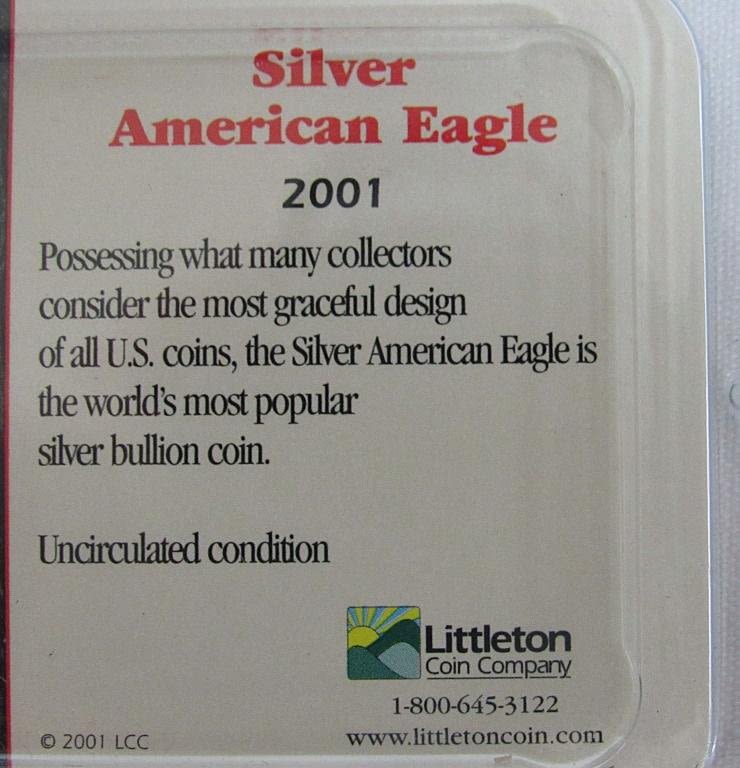 Silver
American Eagle
2001
Possessing what many collectors
consider the most graceful design
of all U.S. coins, the Silver American Eagle is
the world's most popular
silver bullion coin.
Uncirculated condition
Littleton
Coin Company
1-800-645-3122
© 2001 LCC
www.littletoncoin.com